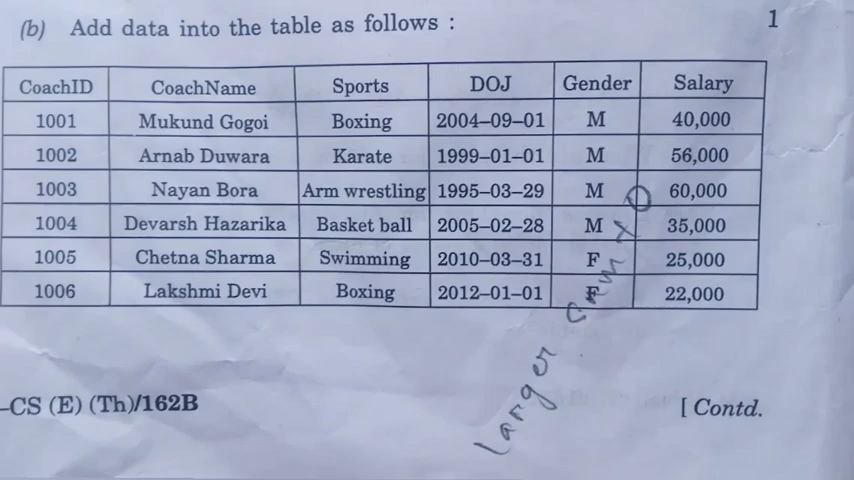 (b) Add data into the table as follows : 1
CoachID CoachName Sports DOJ Gender Salary
1001 Mukund Gogoi Boxing 2004–09–01 M 40,000
1002 Arnab Duwara Karate 1999–01–01 M 56,000
1003 Nayan Bora Arm wrestling 1995–03–29 M 60,000
1004 Devarsh Hazarika Basket ball 2005–02–28 M 35,000
1005 Chetna Sharma Swimming 2010–03–31 F 25,000
1006 Lakshmi Devi Boxing 2012–01–01 F 22,000
larger
–CS (E) (Th)/162B [ Contd.